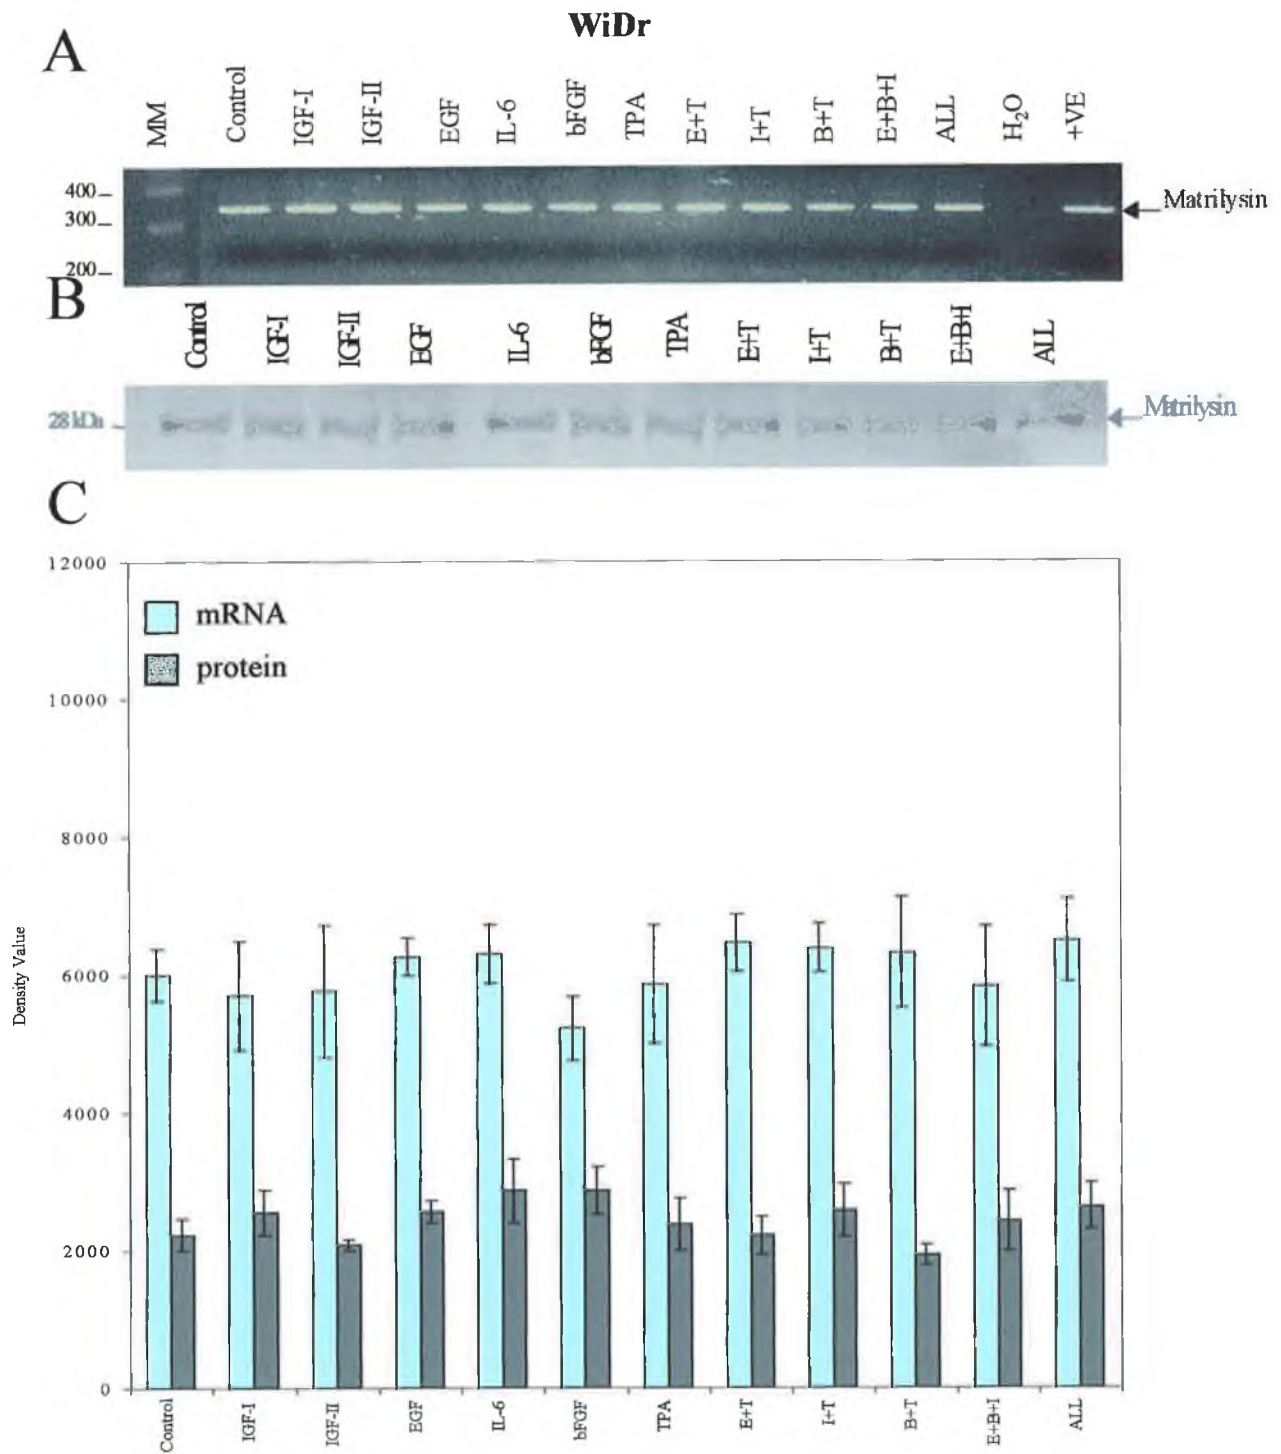 WiDr
A
MM Control IGF-I IGF-II EGF IL-6 bFGF TPA E+T I+T B+T E+B+I ALL H₂O +VE
400
Matrilysin
300
200
B
Control IGF-I IGF-II EGF IL-6 bFGF TPA E+T I+T B+T E+B+I ALL
28kDa
Matrilysin
C
12000
mRNA
protein
10000
8000
Density Value
6000
4000
2000
0
Control IGF-I IGF-II EGF IL-6 bFGF TPA E+T I+T B+T E+B+I ALL